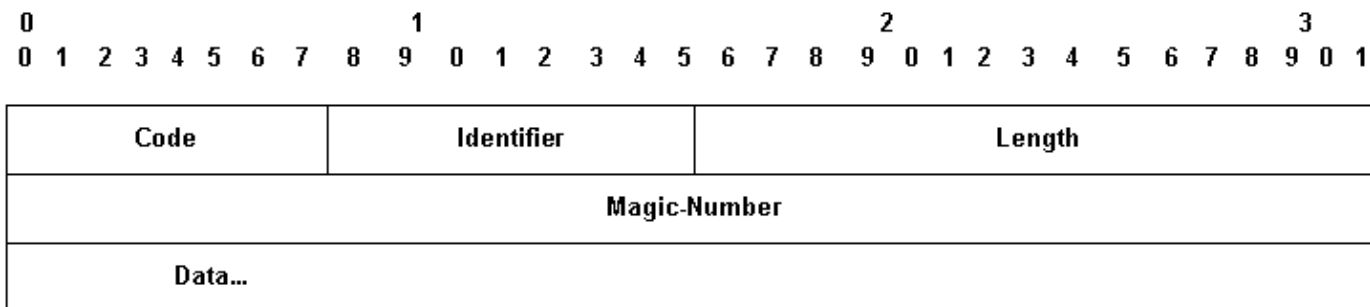 0 1 2 3
0 1 2 3 4 5 6 7 8 9 0 1 2 3 4 5 6 7 8 9 0 1 2 3 4 5 6 7 8 9 0 1
Code Identifier Length
Magic-Number
Data...